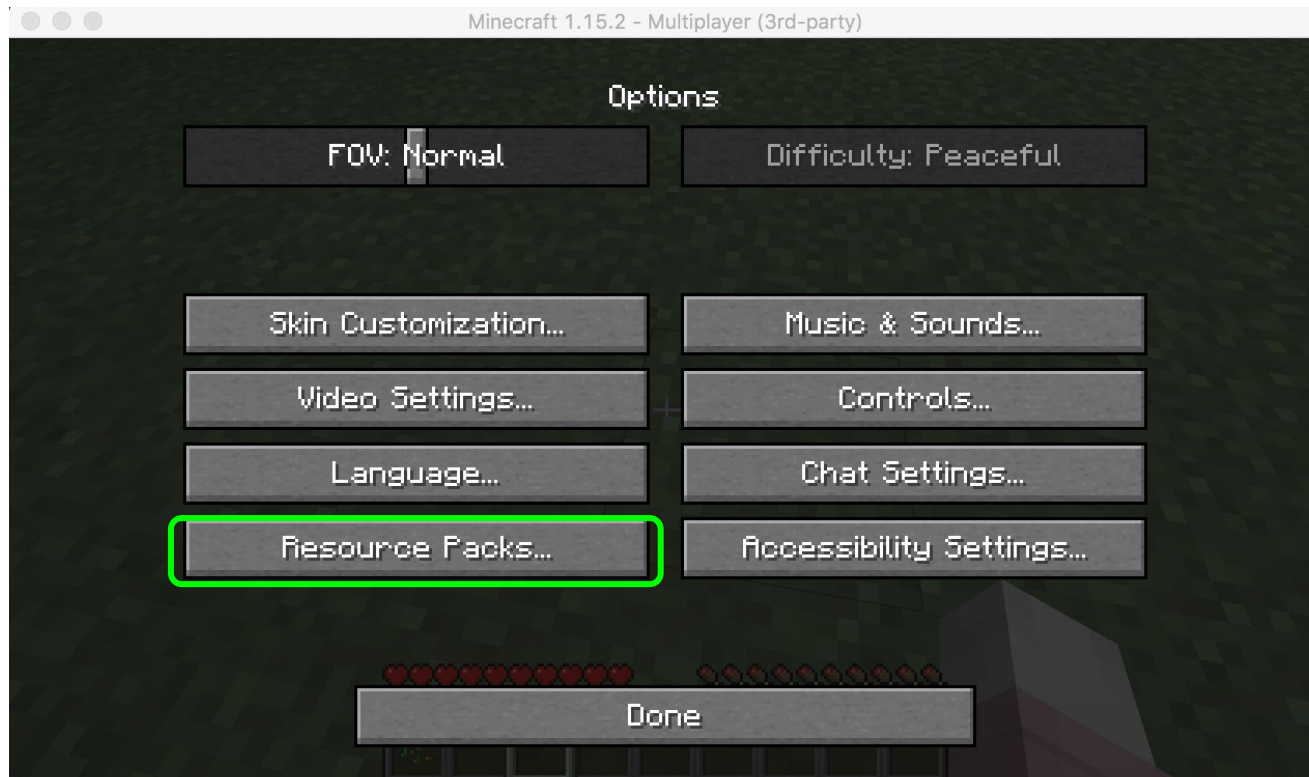 Minecraft 1.15.2 - Multiplayer (3rd-party)
Options
FOV: Normal
Difficulty: Peaceful
Skin Customization...
Music & Sounds...
Video Settings...
Controls...
Language...
Chat Settings...
Resource Packs...
Accessibility Settings...
Done